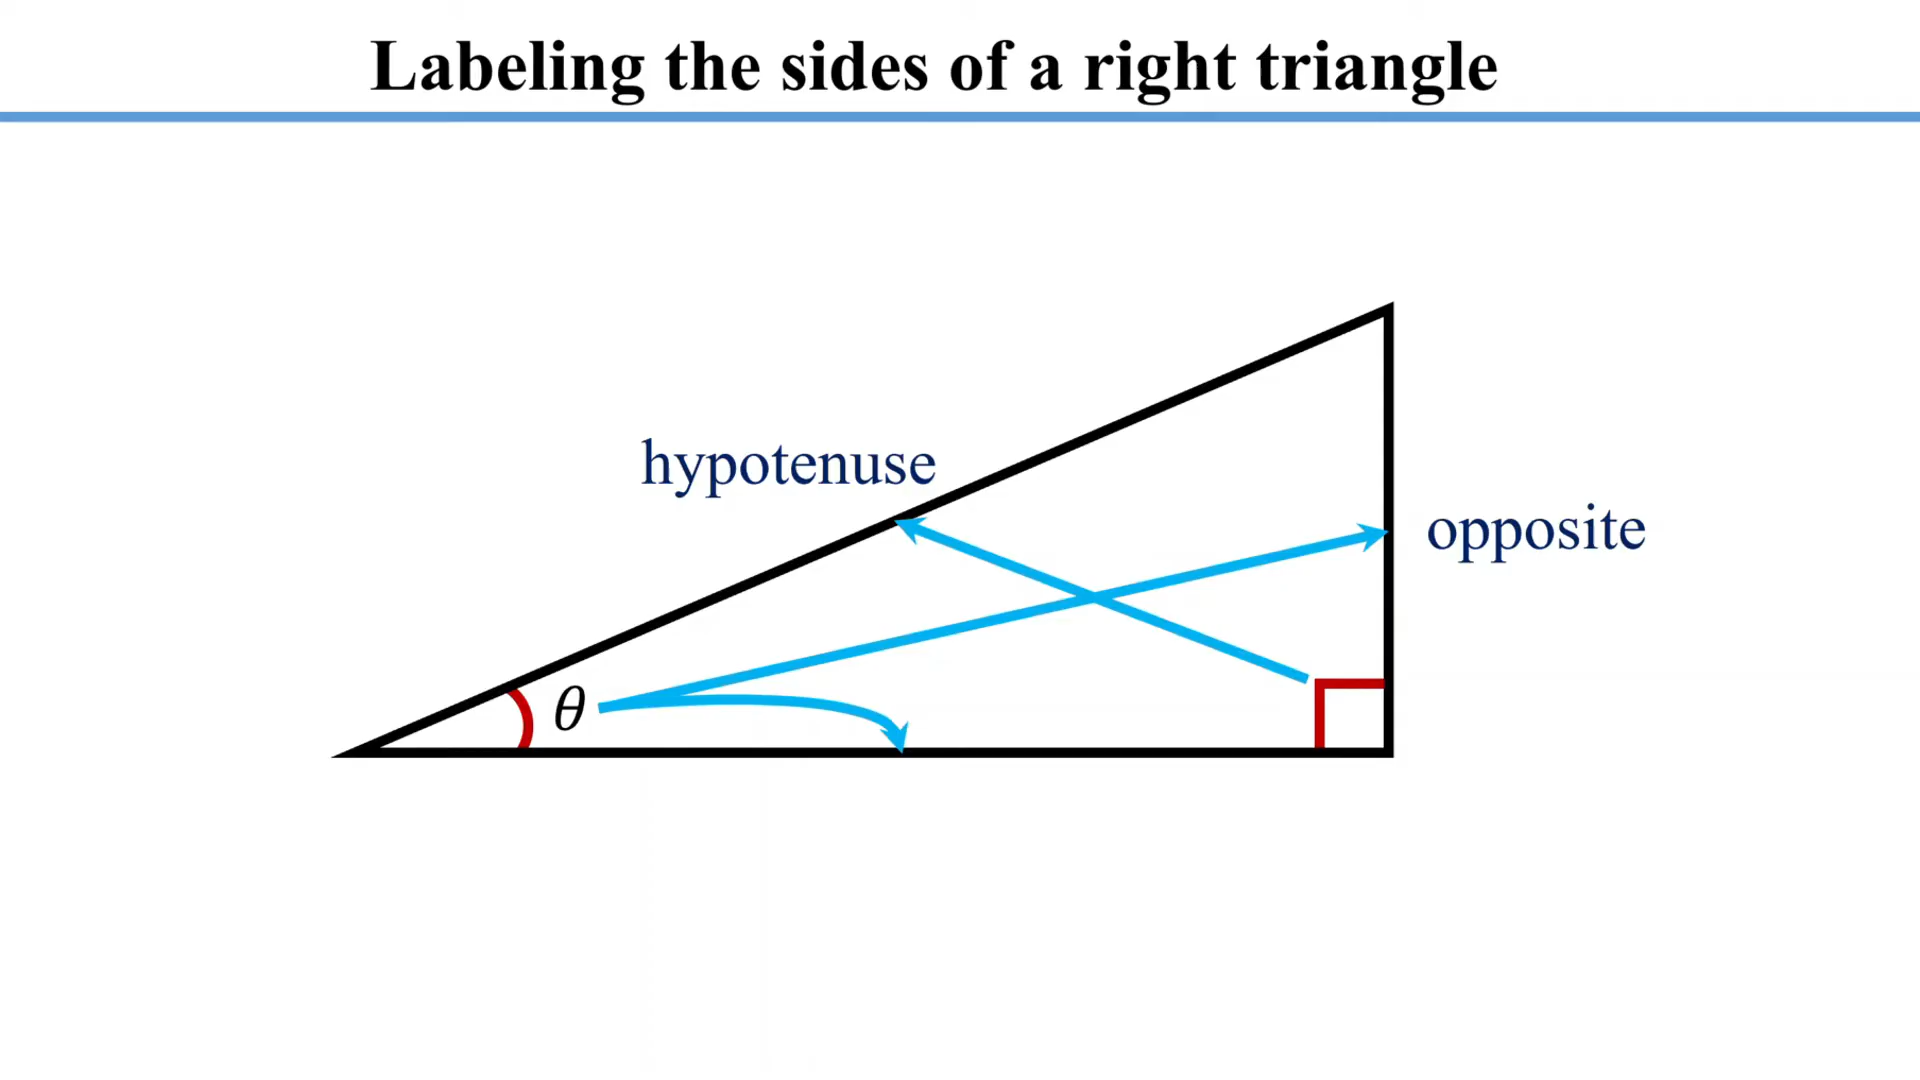 Labeling the sides of a right triangle
hypotenuse
opposite
θ